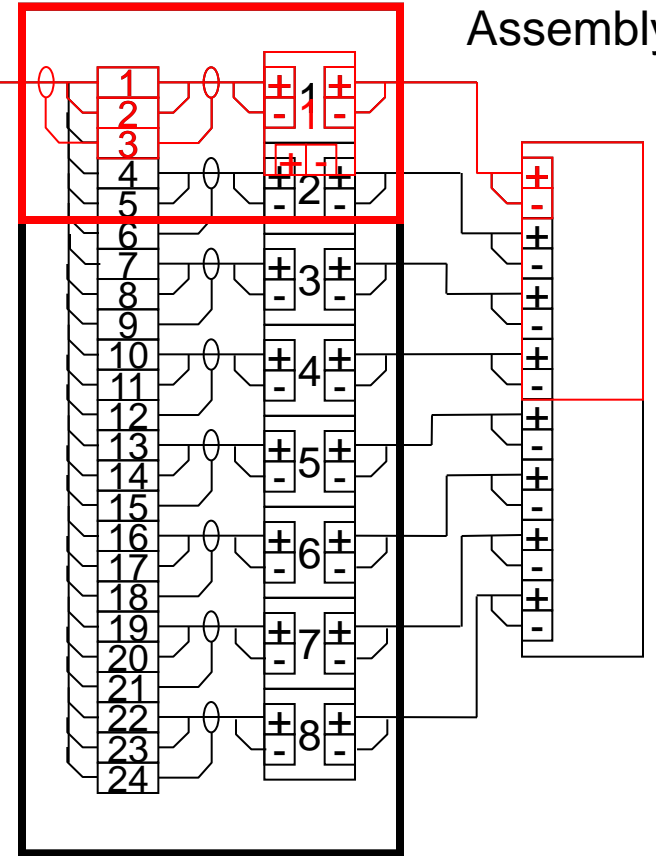 Assembly
1 + 1 + +
2 - 1 - -
3
4 + - + + +
5 - 2 - -
6
7 + 3 + +
8 - - -
9
10 + 4 + +
11 - - -
12
13 + 5 + +
14 - - -
15
16 + 6 + +
17 - - -
18
19 + 7 + +
20 - - -
21
22 + 8 + +
23 - - -
24